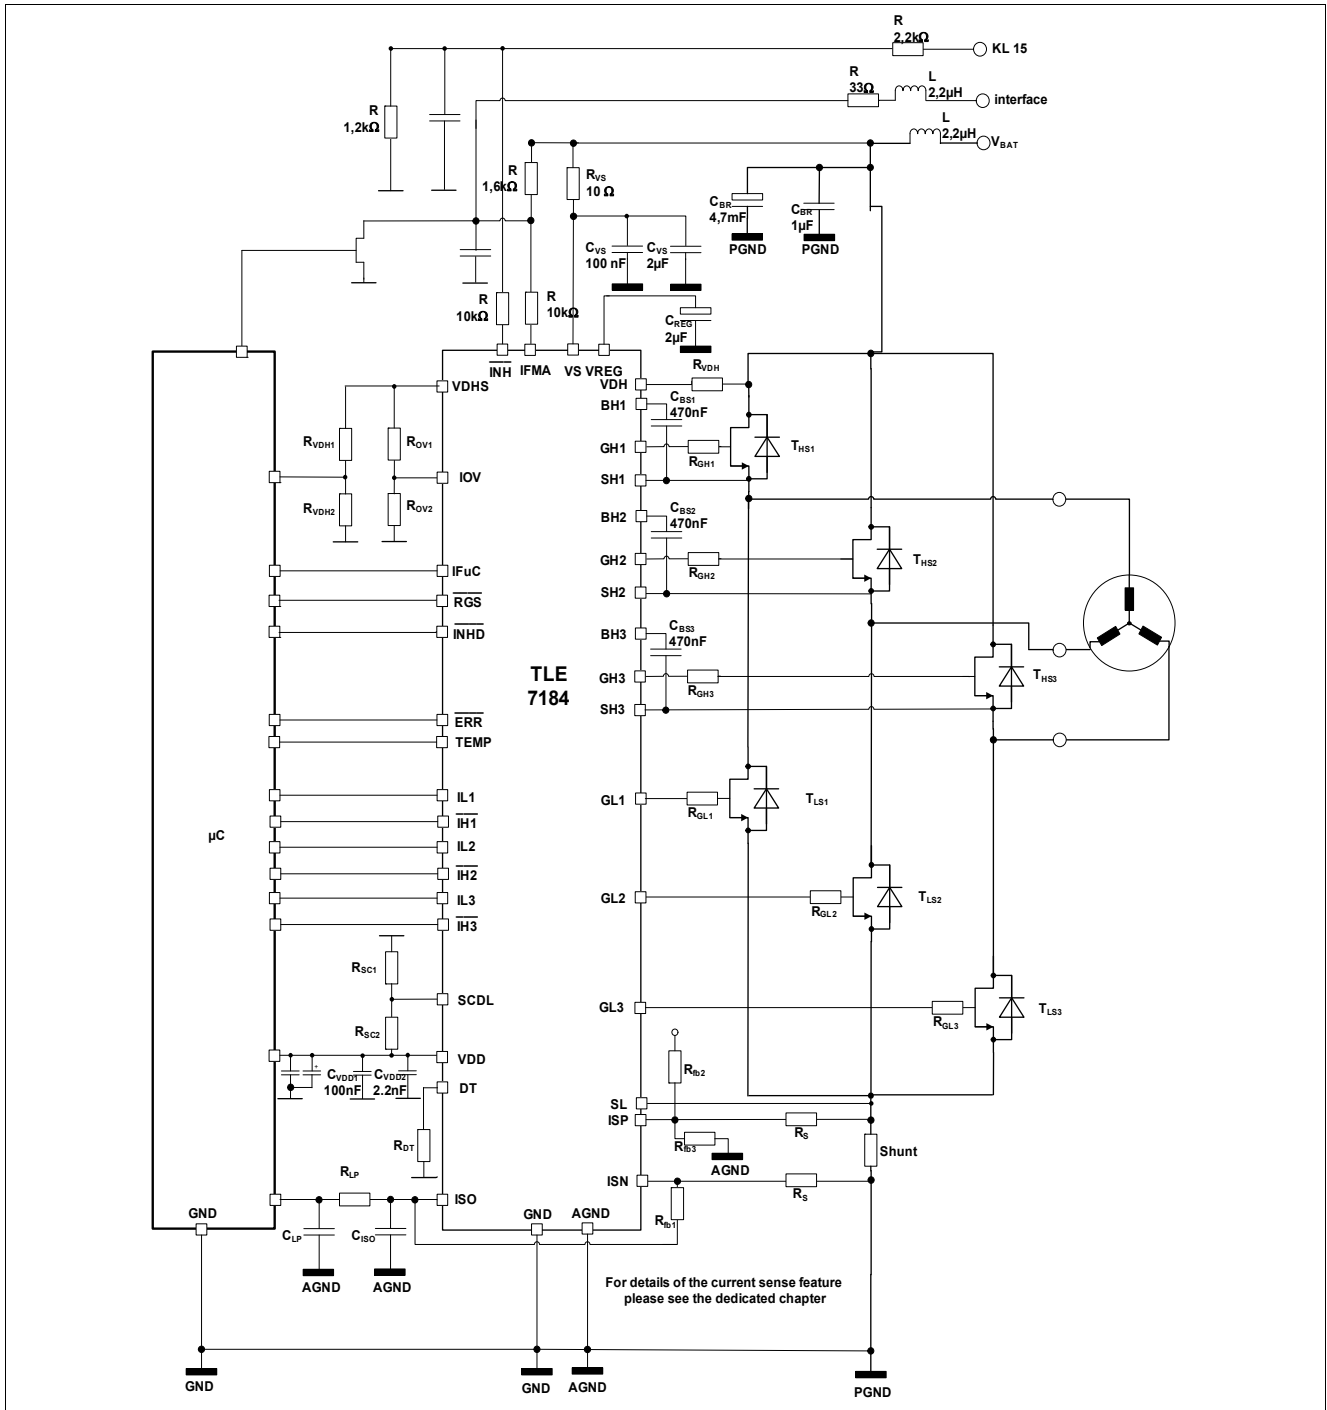 R
2,2kΩ
KL 15
R
33Ω
L
2,2µH
interface
L
2,2µH
VBAT
R
1,2kΩ
R
1,6kΩ
RVS
10 Ω
CBR
4,7mF
PGND
CBR
1µF
PGND
CVS
100 nF
CVS
2µF
R
10kΩ
R
10kΩ
CREG
2µF
INH
IFMA
VS
VREG
VDHS
VDH
RVDH
BH1
CBS1
470nF
RVDH1
ROV1
GH1
RGH1
THS1
IOV
SH1
RVDH2
ROV2
BH2
CBS2
470nF
GH2
RGH2
THS2
IFuC
RGS
SH2
INHD
BH3
CBS3
470nF
TLE
7184
GH3
RGH3
THS3
SH3
ERR
TEMP
IL1
GL1
RGL1
TLS1
IH1
µC
IL2
IH2
IL3
GL2
RGL2
TLS2
IH3
RSC1
SCDL
GL3
RGL3
TLS3
RSC2
VDD
CVDD1
100nF
CVDD2
2.2nF
+
DT
Rfb2
SL
ISP
RS
Rfb3
AGND
Shunt
RDT
RLP
ISN
RS
ISO
Rfb1
GND
GND
AGND
CLP
CISO
AGND
AGND
For details of the current sense feature
please see the dedicated chapter
GND
GND
AGND
PGND